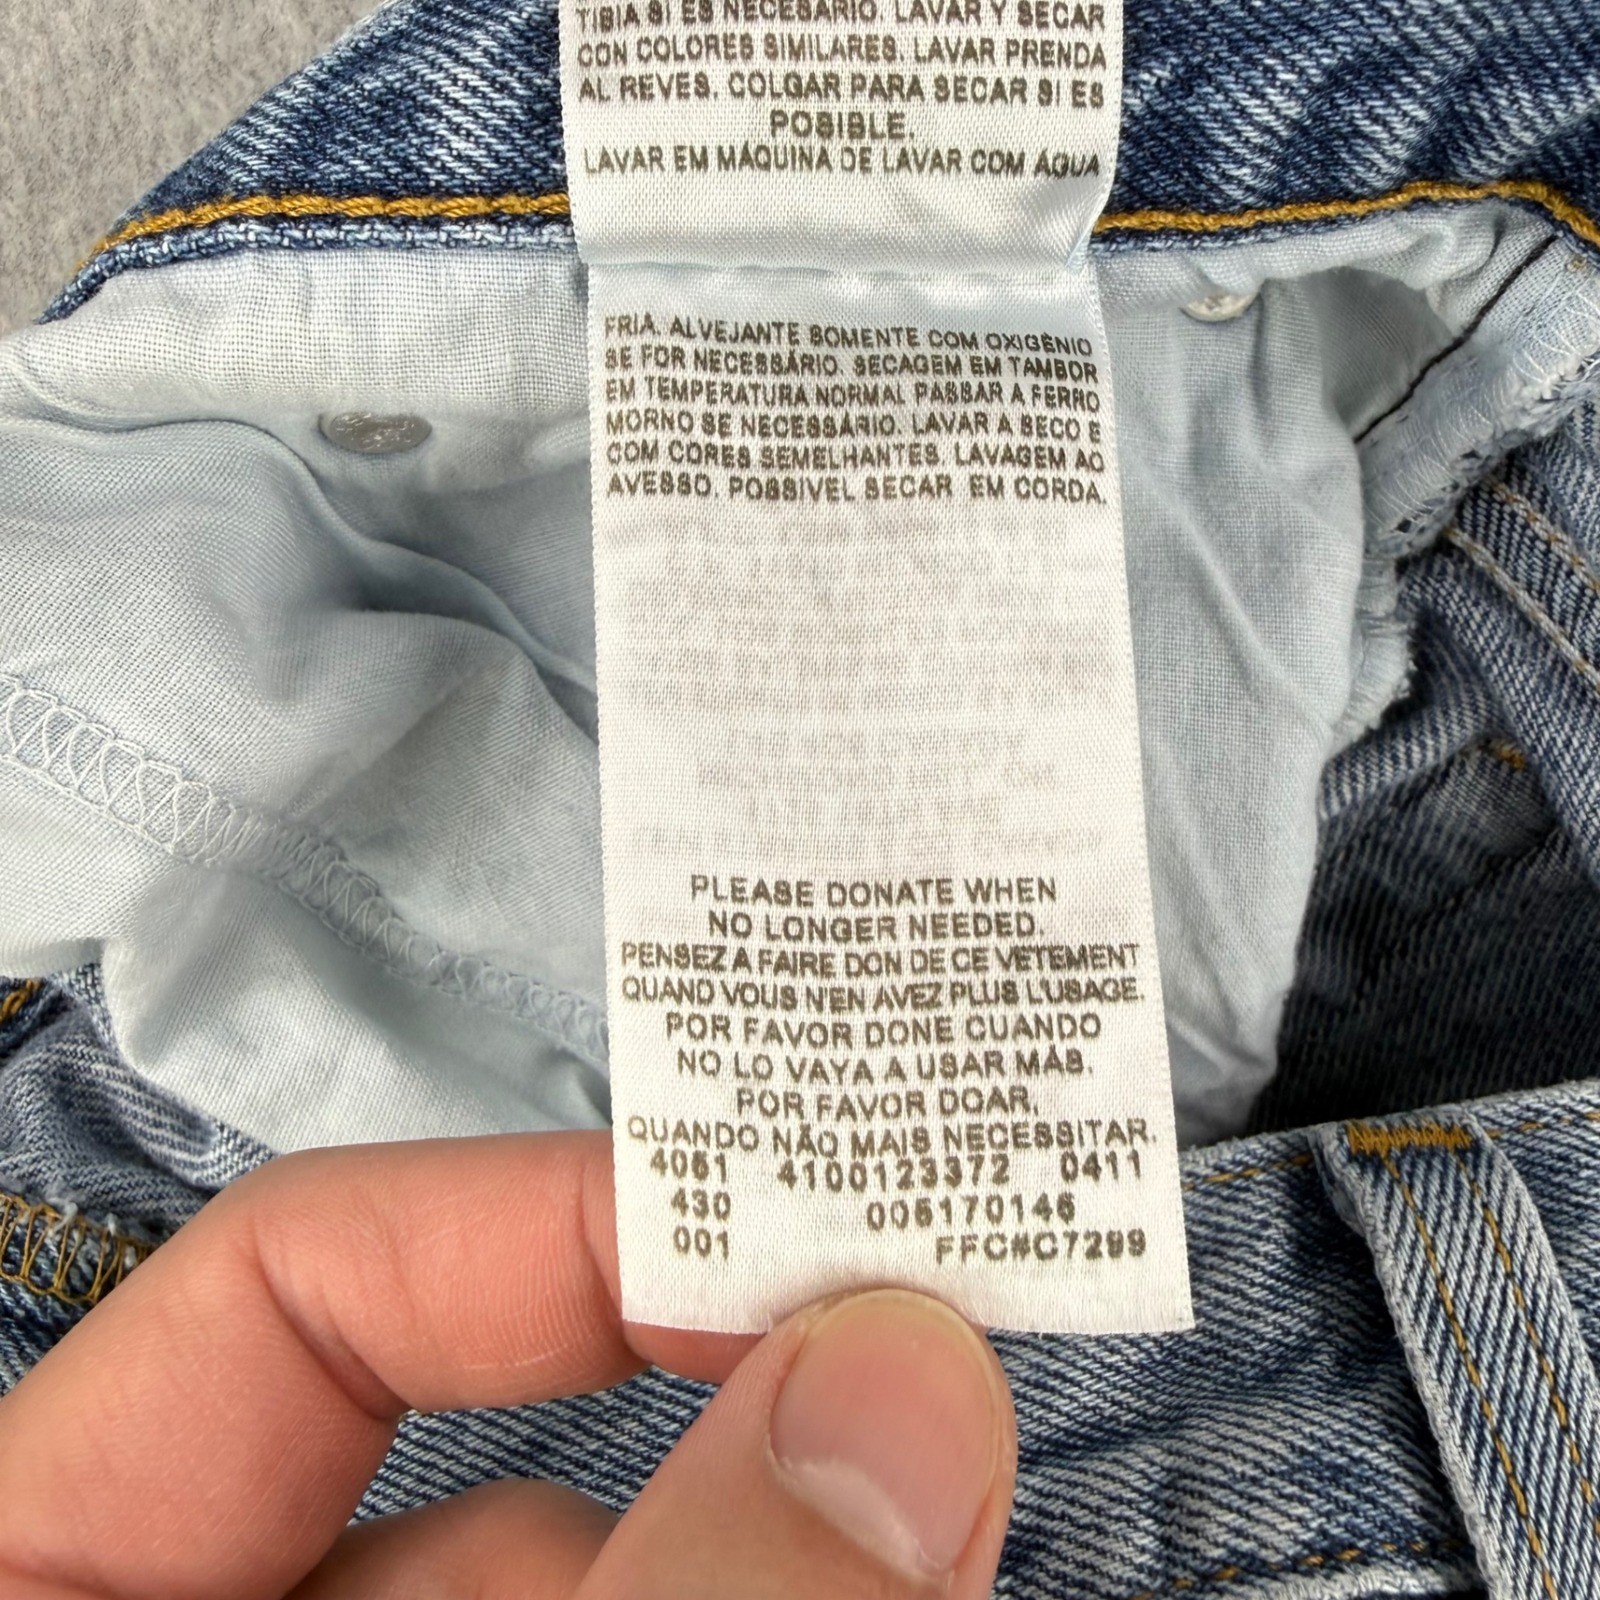 TIBIA SI ES NECESARIO. LAVAR Y SECAR
CON COLORES SIMILARES. LAVAR PRENDA
AL REVES. COLGAR PARA SECAR SI ES
POSIBLE.
LAVAR EM MÁQUINA DE LAVAR COM ÁGUA
FRIA. ALVEJANTE SOMENTE COM OXIGÊNIO
SE FOR NECESSÁRIO. SECAGEM EM TAMBOR
EM TEMPERATURA NORMAL PASSAR A FERRO
MORNO SE NECESSÁRIO. LAVAR A SECO E
COM CORES SEMELHANTES. LAVAGEM AO
AVESSO. POSSIVEL SECAR EM CORDA.
PLEASE DONATE WHEN
NO LONGER NEEDED.
PENSEZ A FAIRE DON DE CE VETEMENT
QUAND VOUS N'EN AVEZ PLUS L'USAGE.
POR FAVOR DONE CUANDO
NO LO VAYA A USAR MÁS.
POR FAVOR DOAR,
QUANDO NÃO MAIS NECESSITAR.
4051 4100123372 0411
430 005170146
001 FFC#C7299